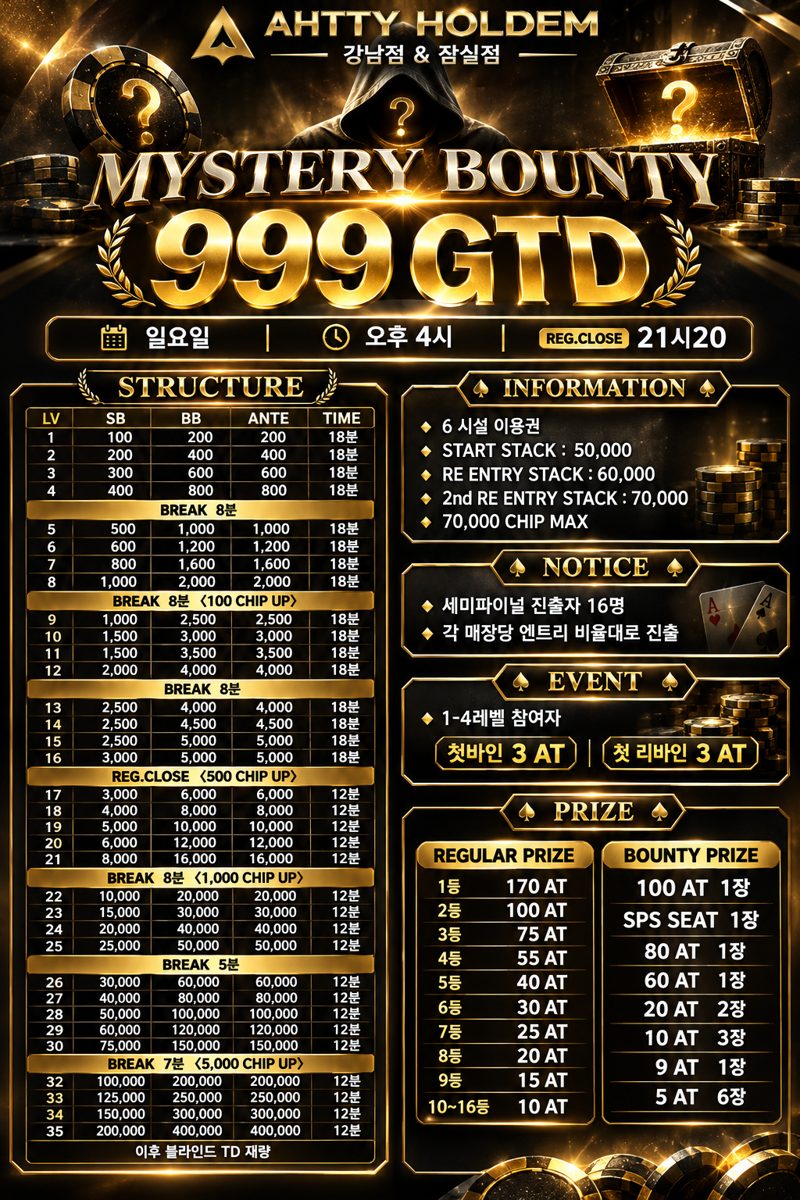 AHTTY HOLDEM
강남점 & 잠실점
?
?
?
MYSTERY BOUNTY
999 GTD
일요일 | 오후 4시 | REG.CLOSE 21시20
STRUCTURE
LV SB BB ANTE TIME
1 100 200 200 18분
2 200 400 400 18분
3 300 600 600 18분
4 400 800 800 18분
BREAK 8분
5 500 1,000 1,000 18분
6 600 1,200 1,200 18분
7 800 1,600 1,600 18분
8 1,000 2,000 2,000 18분
BREAK 8분 〈100 CHIP UP〉
9 1,000 2,500 2,500 18분
10 1,500 3,000 3,000 18분
11 1,500 3,500 3,500 18분
12 2,000 4,000 4,000 18분
BREAK 8분
13 2,500 4,000 4,000 18분
14 2,500 4,500 4,500 18분
15 2,500 5,000 5,000 18분
16 3,000 5,000 5,000 18분
REG.CLOSE 〈500 CHIP UP〉
17 3,000 6,000 6,000 12분
18 4,000 8,000 8,000 12분
19 5,000 10,000 10,000 12분
20 6,000 12,000 12,000 12분
21 8,000 16,000 16,000 12분
BREAK 8분 〈1,000 CHIP UP〉
22 10,000 20,000 20,000 12분
23 15,000 30,000 30,000 12분
24 20,000 40,000 40,000 12분
25 25,000 50,000 50,000 12분
BREAK 5분
26 30,000 60,000 60,000 12분
27 40,000 80,000 80,000 12분
28 50,000 100,000 100,000 12분
29 60,000 120,000 120,000 12분
30 75,000 150,000 150,000 12분
BREAK 7분 〈5,000 CHIP UP〉
32 100,000 200,000 200,000 12분
33 125,000 250,000 250,000 12분
34 150,000 300,000 300,000 12분
35 200,000 400,000 400,000 12분
이후 블라인드 TD 재량
INFORMATION
6 시설 이용권
START STACK : 50,000
RE ENTRY STACK : 60,000
2nd RE ENTRY STACK : 70,000
70,000 CHIP MAX
NOTICE
세미파이널 진출자 16명
각 매장당 엔트리 비율대로 진출
A A
EVENT
1-4레벨 참여자
첫바인 3 AT | 첫 리바인 3 AT
PRIZE
REGULAR PRIZE
1등 170 AT
2등 100 AT
3등 75 AT
4등 55 AT
5등 40 AT
6등 30 AT
7등 25 AT
8등 20 AT
9등 15 AT
10~16등 10 AT
BOUNTY PRIZE
100 AT 1장
SPS SEAT 1장
80 AT 1장
60 AT 1장
20 AT 2장
10 AT 3장
9 AT 1장
5 AT 6장